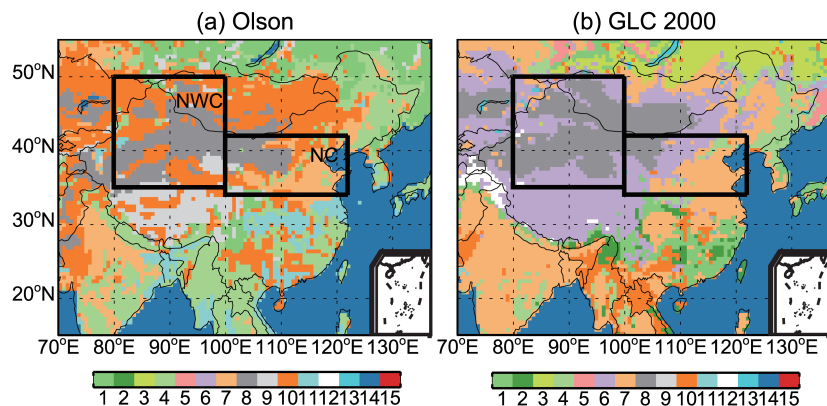 (a) Olson (b) GLC 2000
50°N
40°N
30°N
20°N
NWC
NC
70°E 80°E 90°E 100°E 110°E 120°E 130°E 70°E 80°E 90°E 100°E 110°E 120°E 130°E
1 2 3 4 5 6 7 8 9 10 11 12 13 14 15 1 2 3 4 5 6 7 8 9 10 11 12 13 14 15